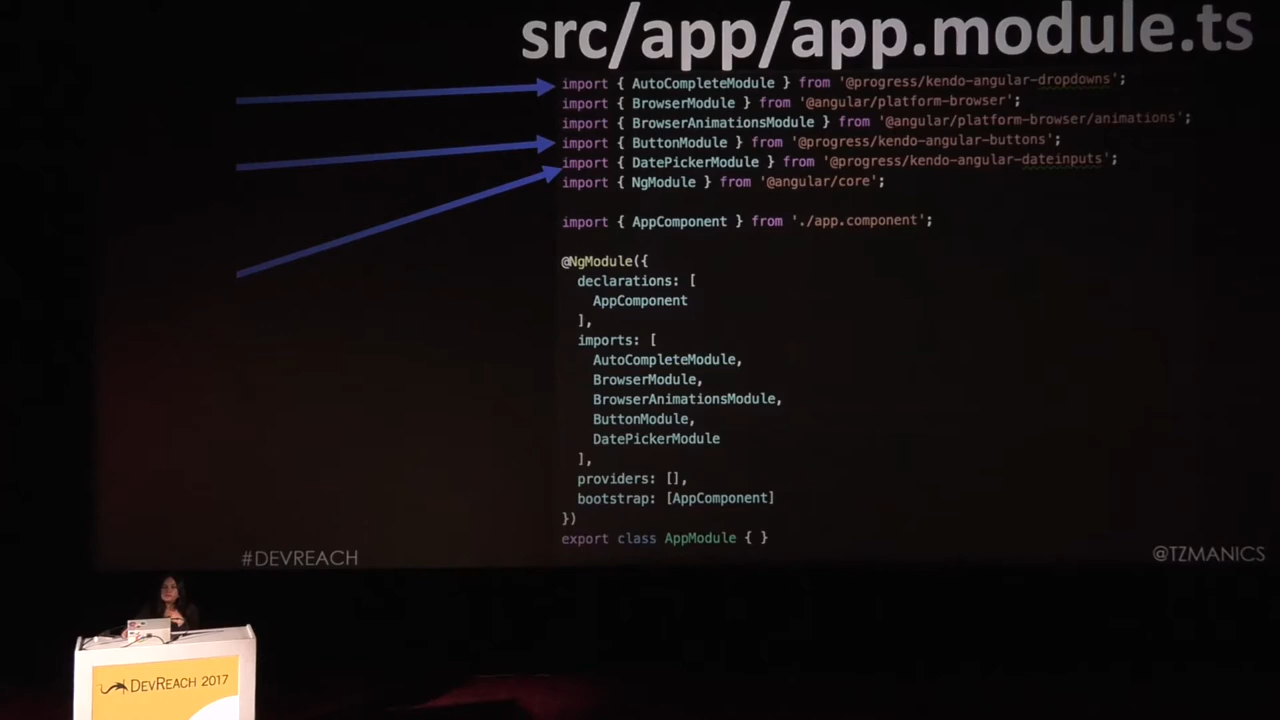 src/app/app.module.ts
import { AutoCompleteModule } from '@progress/kendo-angular-dropdowns';
import { BrowserModule } from '@angular/platform-browser';
import { BrowserAnimationsModule } from '@angular/platform-browser/animations';
import { ButtonModule } from '@progress/kendo-angular-buttons';
import { DatePickerModule } from '@progress/kendo-angular-dateinputs';
import { NgModule } from '@angular/core';
import { AppComponent } from './app.component';
@NgModule({
declarations: [
AppComponent
],
imports: [
AutoCompleteModule,
BrowserModule,
BrowserAnimationsModule,
ButtonModule,
DatePickerModule
],
providers: [],
bootstrap: [AppComponent]
})
export class AppModule { }
#DEVREACH
@TZMANICS
DEVREACH 2017